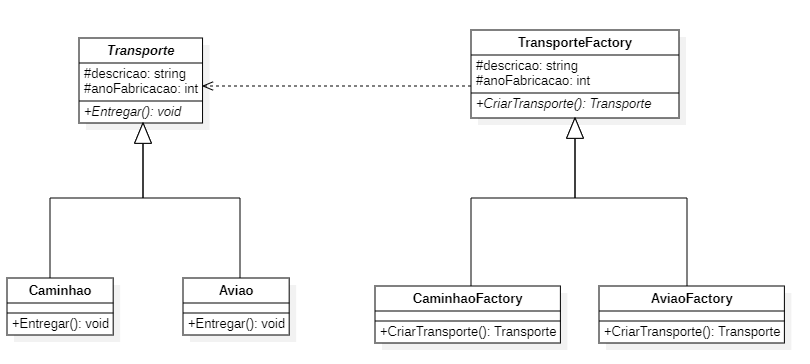 Transporte
#descricao: string
#anoFabricacao: int
+Entregar(): void
TransporteFactory
#descricao: string
#anoFabricacao: int
+CriarTransporte(): Transporte
Caminhao
+Entregar(): void
Aviao
+Entregar(): void
CaminhaoFactory
+CriarTransporte(): Transporte
AviaoFactory
+CriarTransporte(): Transporte